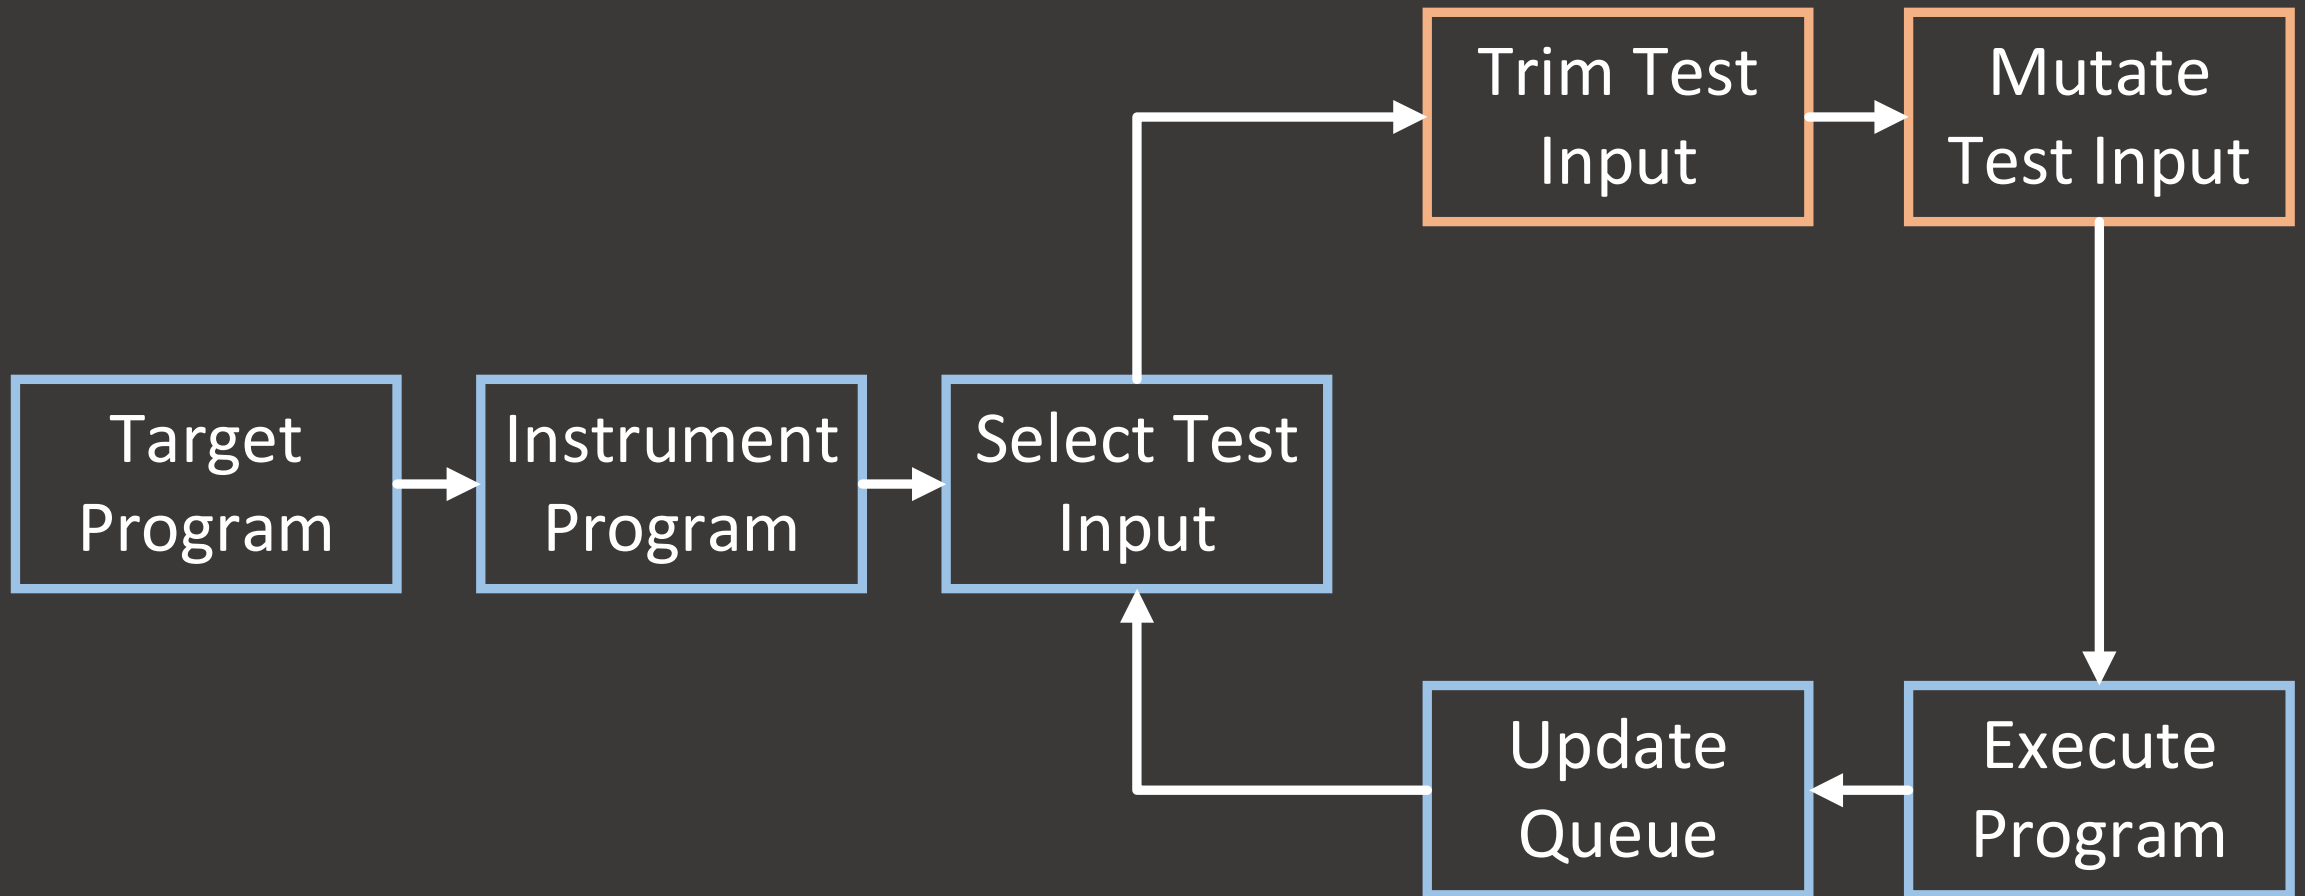 Trim Test
Input
Mutate
Test Input
Target
Program
Instrument
Program
Select Test
Input
Update
Queue
Execute
Program